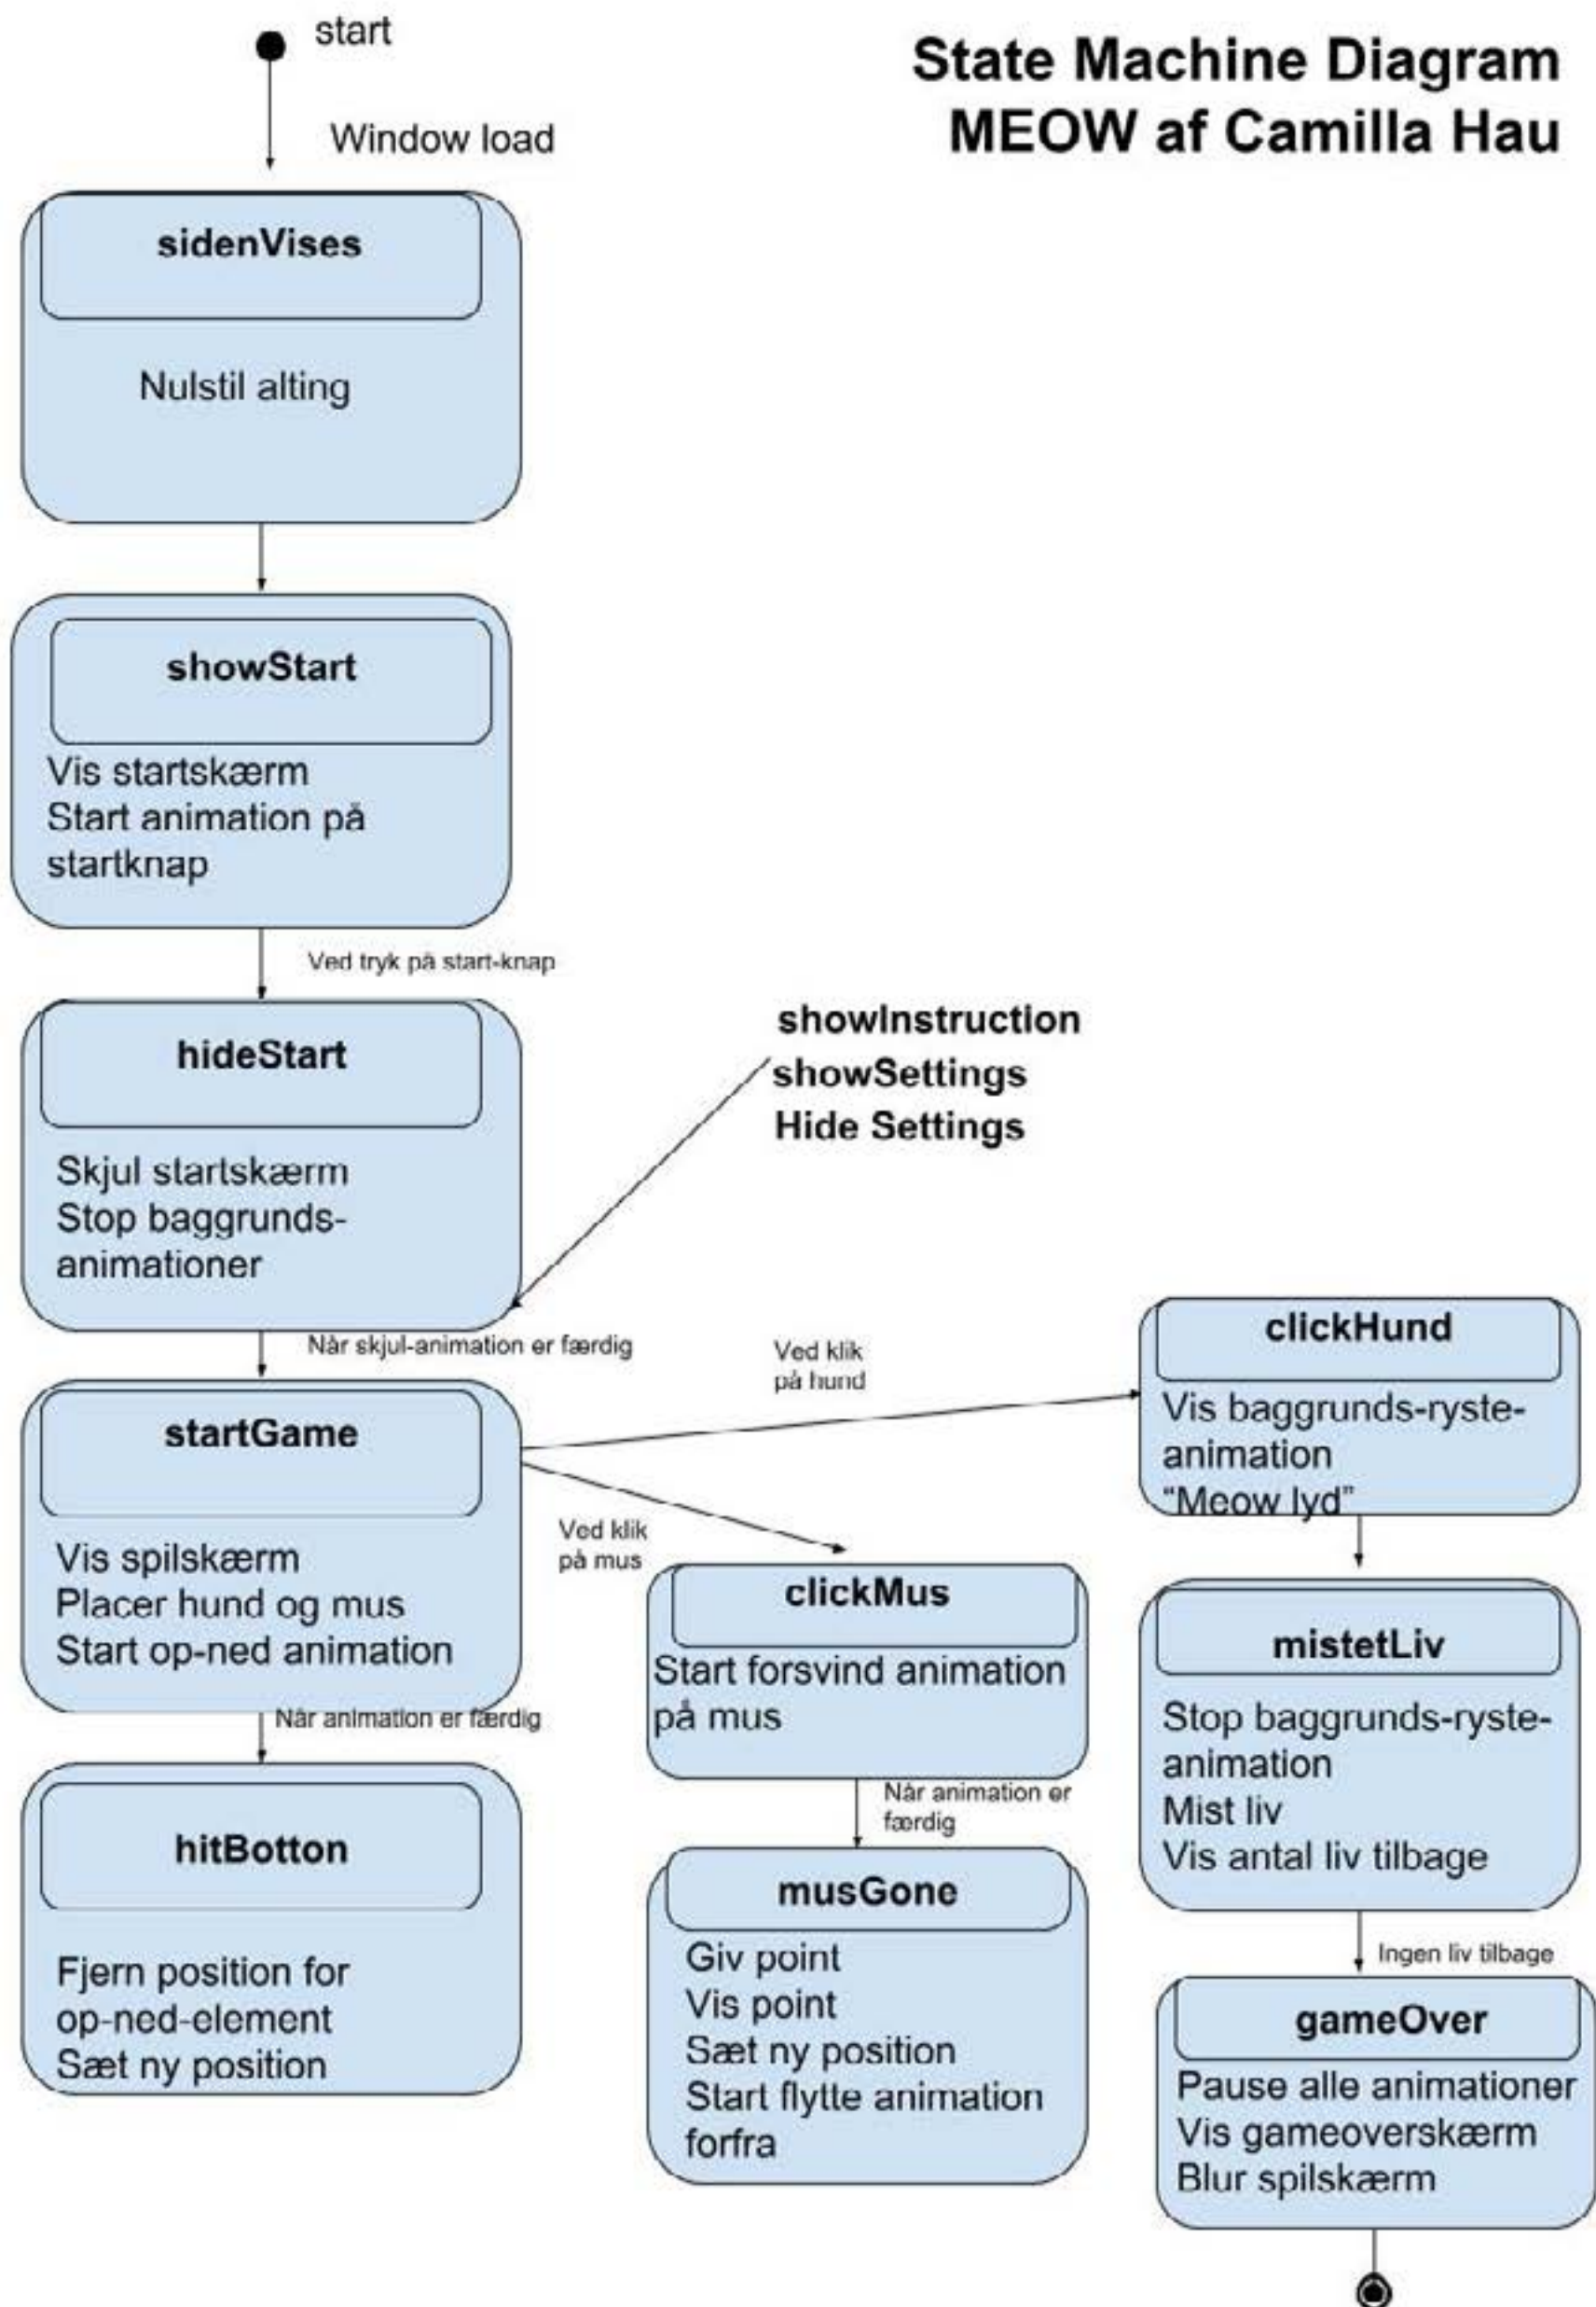 start
State Machine Diagram
MEOW af Camilla Hau
Window load
sidenVises
Nulstil alting
showStart
Vis startskærm
Start animation på
startknap
Ved tryk på start-knap
hideStart
Skjul startskærm
Stop baggrunds-
animationer
showInstruction
showSettings
Hide Settings
Når skjul-animation er færdig
startGame
Vis spilskærm
Placer hund og mus
Start op-ned animation
Når animation er færdig
hitBotton
Fjern position for
op-ned-element
Sæt ny position
Ved klik
på mus
clickMus
Start forsvind animation
på mus
Når animation er
færdig
musGone
Giv point
Vis point
Sæt ny position
Start flytte animation
forfra
Ved klik
på hund
clickHund
Vis baggrunds-ryste-
animation
“Meow lyd”
mistetLiv
Stop baggrunds-ryste-
animation
Mist liv
Vis antal liv tilbage
Ingen liv tilbage
gameOver
Pause alle animationer
Vis gameoverskærm
Blur spilskærm